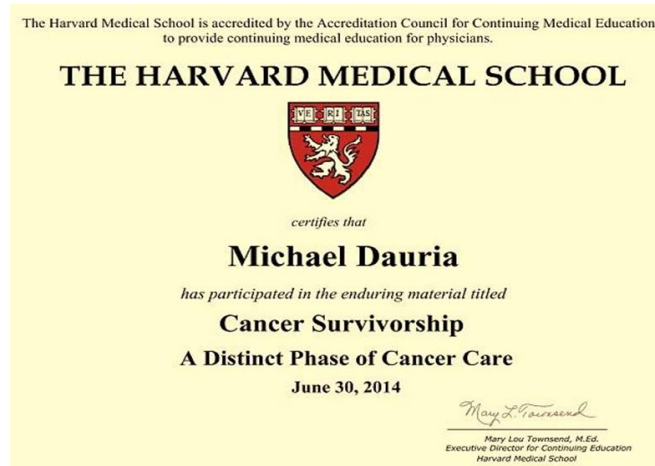 The Harvard Medical School is accredited by the Accreditation Council for Continuing Medical Education
to provide continuing medical education for physicians.
THE HARVARD MEDICAL SCHOOL
VE RI TAS
certifies that
Michael Dauria
has participated in the enduring material titled
Cancer Survivorship
A Distinct Phase of Cancer Care
June 30, 2014
Mary L. Townsend
Mary Lou Townsend, M.Ed.
Executive Director for Continuing Education
Harvard Medical School